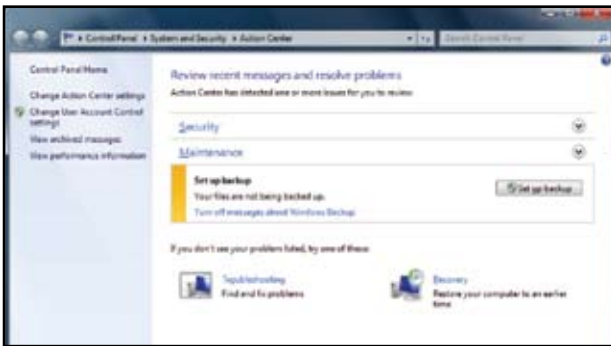 Control Panel ▸ System and Security ▸ Action Center
Search Control Panel
Control Panel Home
Change Action Center settings
Change User Account Control settings
View archived messages
View performance information
Review recent messages and resolve problems
Action Center has detected one or more issues for you to review.
Security
Maintenance
Set up backup
Your files are not being backed up.
Set up backup
Turn off messages about Windows Backup
If you don't see your problem listed, try one of these:
Troubleshooting
Find and fix problems
Recovery
Restore your computer to an earlier
time